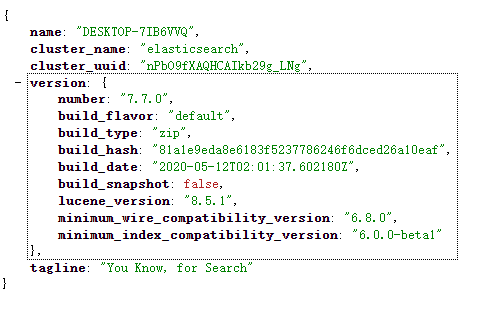 {
name: "DESKTOP-7IB6VVQ",
cluster_name: "elasticsearch",
cluster_uuid: "nPbO9fXAQHCAIkb29g_LNg",
- version: {
number: "7.7.0",
build_flavor: "default",
build_type: "zip",
build_hash: "81a1e9eda8e6183f5237786246f6dced26a10eaf",
build_date: "2020-05-12T02:01:37.602180Z",
build_snapshot: false,
lucene_version: "8.5.1",
minimum_wire_compatibility_version: "6.8.0",
minimum_index_compatibility_version: "6.0.0-beta1"
},
tagline: "You Know, for Search"
}